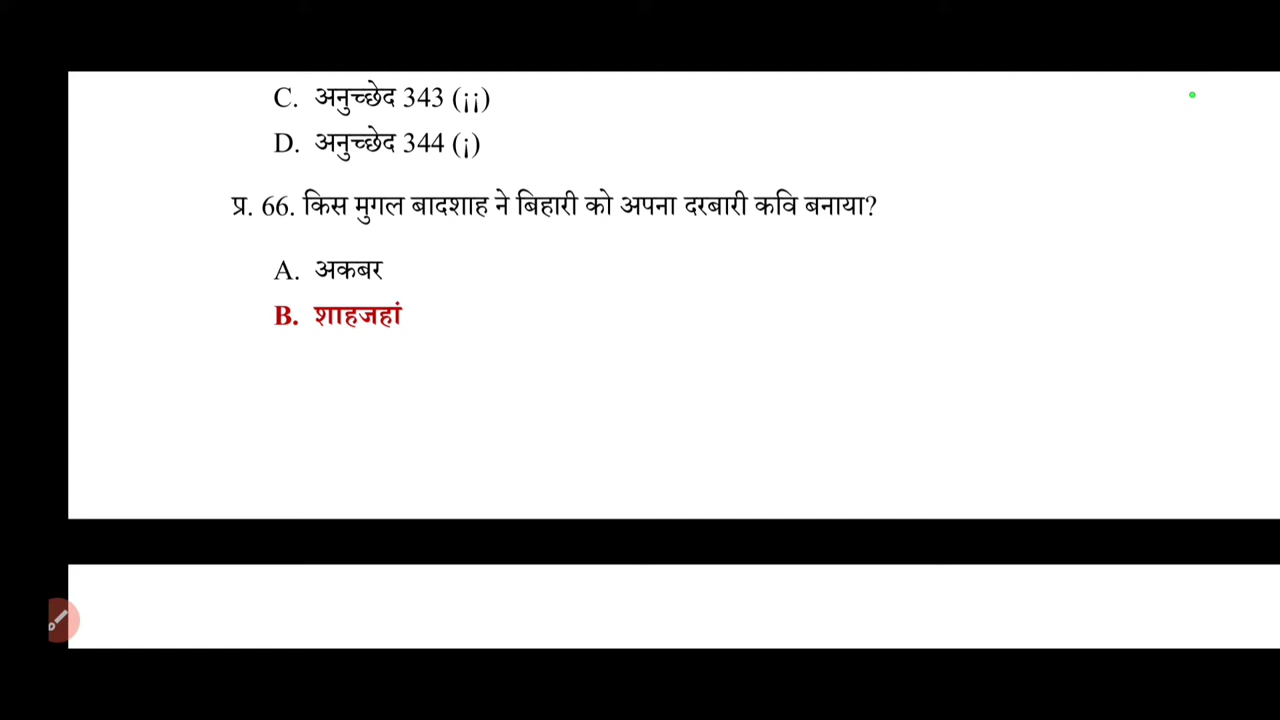 C. अनुच्छेद 343 (¡¡)
D. अनुच्छेद 344 (¡)
प्र. 66. किस मुगल बादशाह ने बिहारी को अपना दरबारी कवि बनाया?
A. अकबर
B. शाहजहां